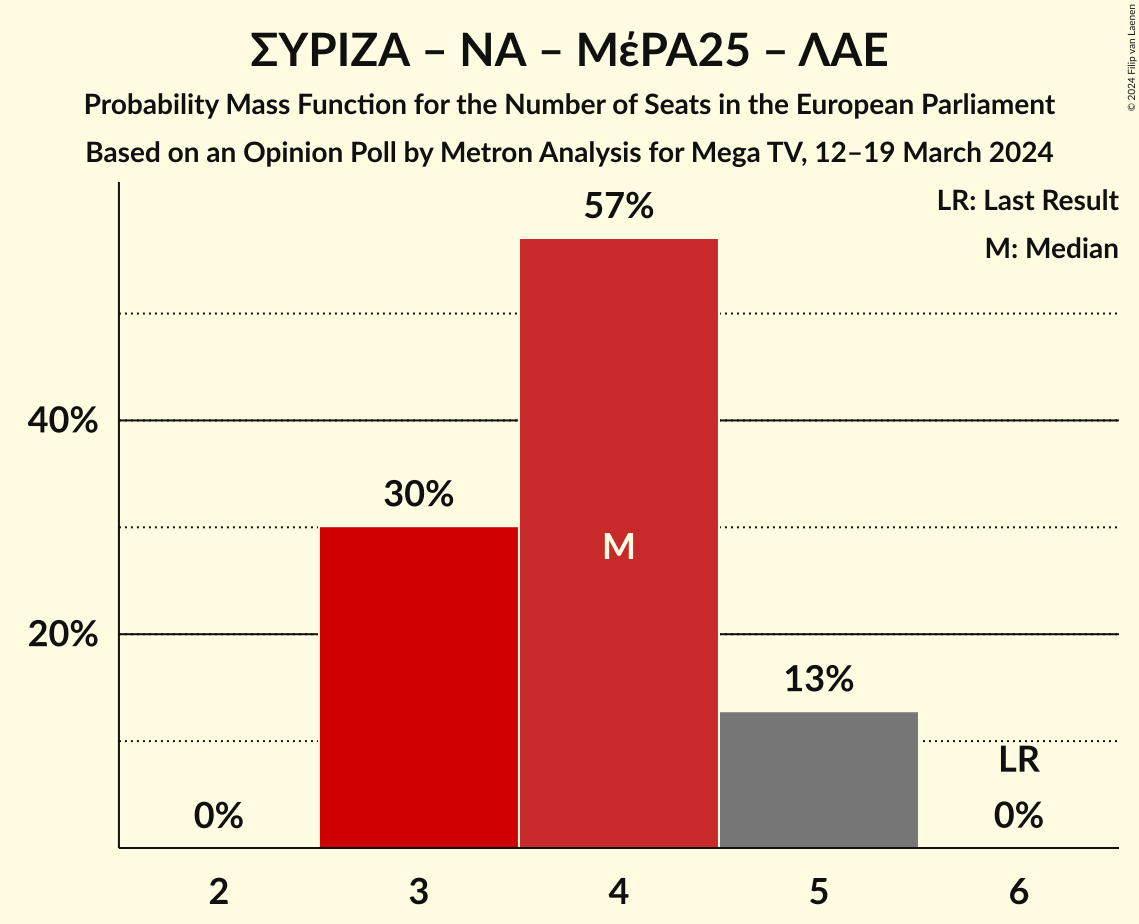 ΣΥΡΙΖΑ – ΝΑ – ΜέΡΑ25 – ΛΑΕ
Probability Mass Function for the Number of Seats in the European Parliament
Based on an Opinion Poll by Metron Analysis for Mega TV, 12–19 March 2024
© 2024 Filip van Laenen
LR: Last Result
M: Median
57%
40%
30%
M
20%
13%
LR
0%
0%
2
3
4
5
6